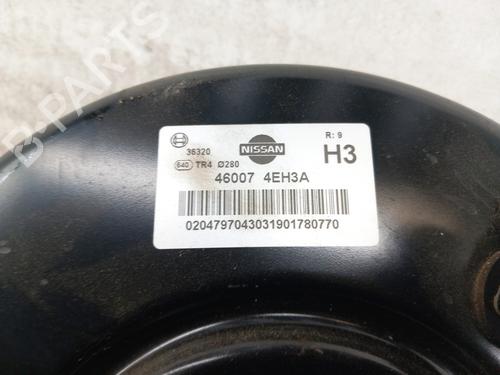 B-PARTS
R: 9
36320
NISSAN
H3
640 TR4 Ø280
46007 4EH3A
0204797043031901780770